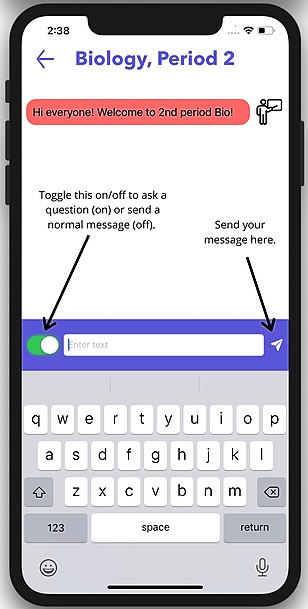 2:38
Biology, Period 2
Hi everyone! Welcome to 2nd period Bio!
Toggle this on/off to ask a
question (on) or send a
normal message (off).
Send your
message here.
Enter text
q w e r t y u i o p
a s d f g h j k l
z x c v b n m
123 space return